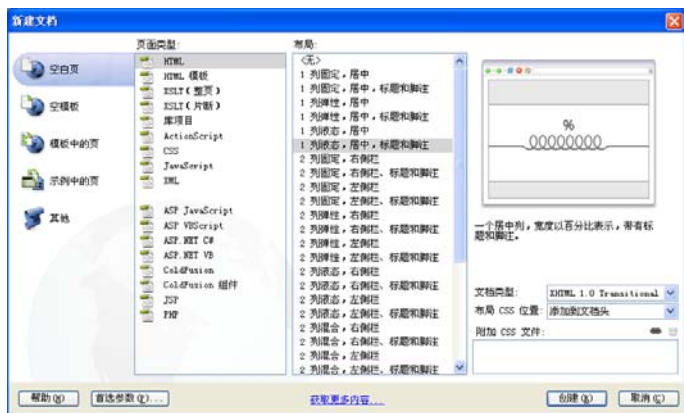 新建文档
空白页
空模板
模板中的页
示例中的页
其他
页面类型:
HTML
HTML 模板
XSLT(整页)
XSLT(片断)
库项目
ActionScript
CSS
JavaScript
XML
ASP JavaScript
ASP VBScript
ASP.NET C#
ASP.NET VB
ColdFusion
ColdFusion 组件
JSP
PHP
布局:
<无>
1 列固定,居中
1 列固定,居中,标题和脚注
1 列弹性,居中
1 列弹性,居中,标题和脚注
1 列液态,居中
1 列液态,居中,标题和脚注
2 列固定,右侧栏
2 列固定,右侧栏、标题和脚注
2 列固定,左侧栏
2 列固定,左侧栏、标题和脚注
2 列弹性,右侧栏
2 列弹性,右侧栏、标题和脚注
2 列弹性,左侧栏
2 列弹性,左侧栏、标题和脚注
2 列液态,右侧栏
2 列液态,右侧栏、标题和脚注
2 列液态,左侧栏
2 列液态,左侧栏、标题和脚注
2 列混合,右侧栏
2 列混合,右侧栏、标题和脚注
2 列混合,左侧栏
2 列混合,左侧栏、标题和脚注
%
一个居中列,宽度以百分比表示,带有标
题和脚注。
文档类型: XHTML 1.0 Transitional
布局 CSS 位置: 添加到文档头
附加 CSS 文件:
帮助(H)
首选参数(P)...
获取更多内容...
创建(R)
取消(C)